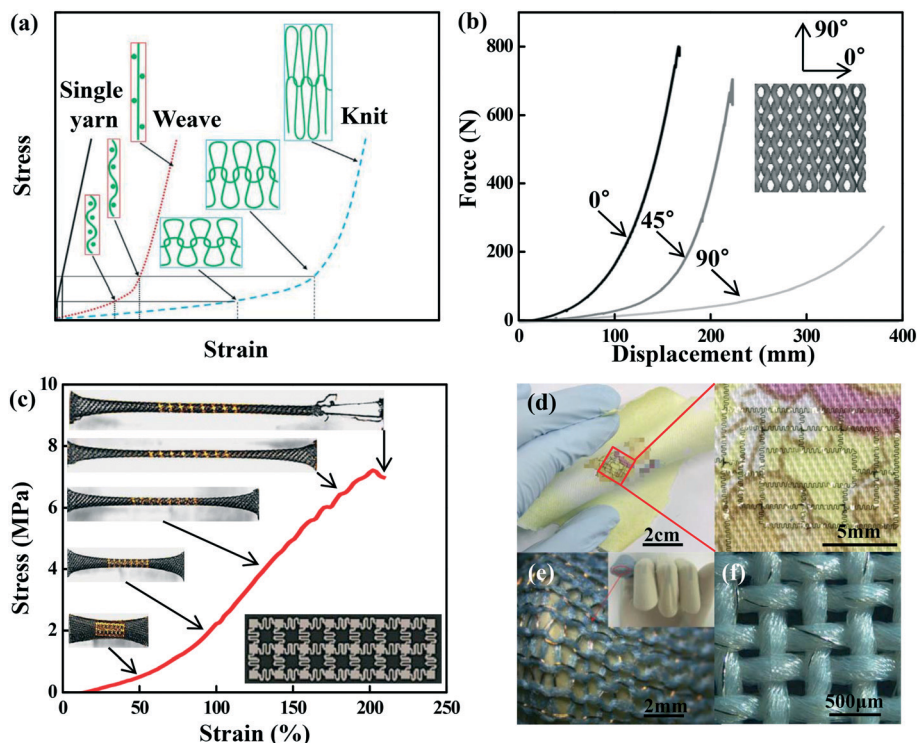 (a)
Single
yarn
Weave
Knit
Stress
Strain
(b)
90°
0°
800
600
400
200
0
Force (N)
0°
45°
90°
0 100 200 300 400
Displacement (mm)
(c)
10
8
6
4
2
0
Stress (MPa)
0 50 100 150 200 250
Strain (%)
(d)
2cm
5mm
(e)
2mm
(f)
500µm